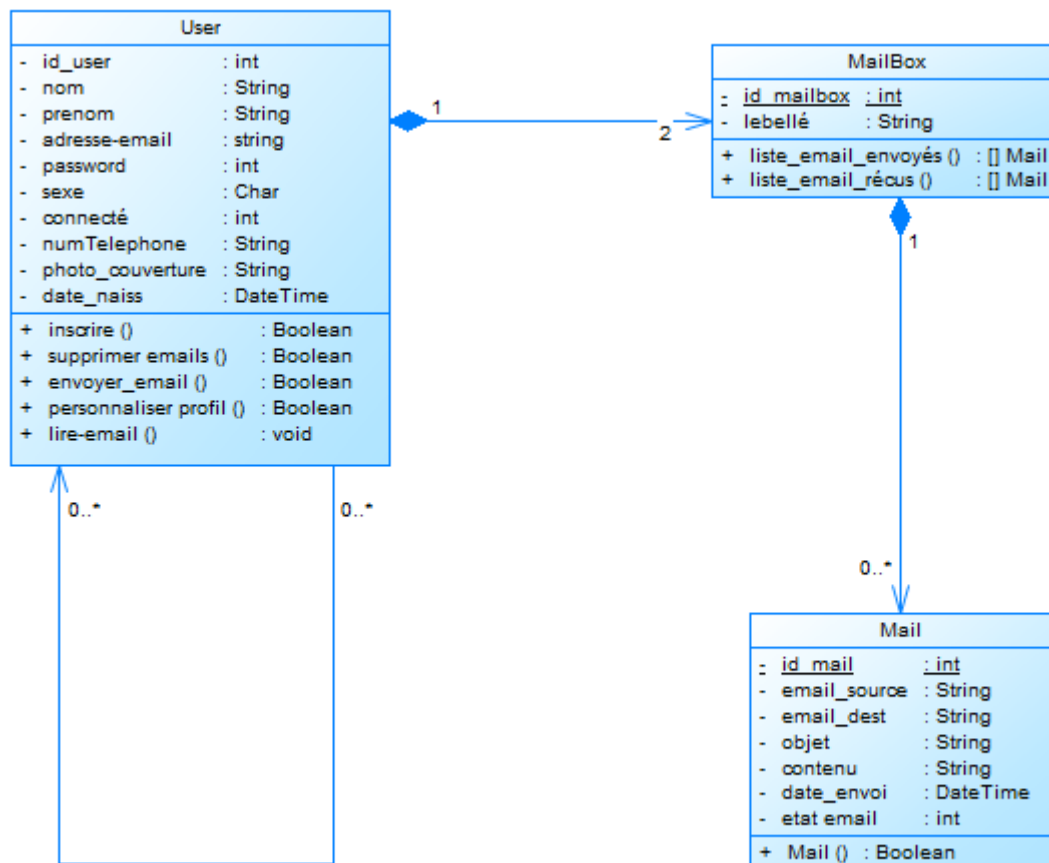 User
- id_user : int
- nom : String
- prenom : String
- adresse-email : string
- password : int
- sexe : Char
- connecté : int
- numTelephone : String
- photo_couverture : String
- date_naiss : DateTime
+ inscrire () : Boolean
+ supprimer emails () : Boolean
+ envoyer_email () : Boolean
+ personnaliser profil () : Boolean
+ lire-email () : void
1
2
MailBox
- id_mailbox : int
- lebellé : String
+ liste_email_envoyés () : [] Mail
+ liste_email_récus () : [] Mail
1
0..*
0..*
0..*
Mail
- id_mail : int
- email_source : String
- email_dest : String
- objet : String
- contenu : String
- date_envoi : DateTime
- etat email : int
+ Mail () : Boolean